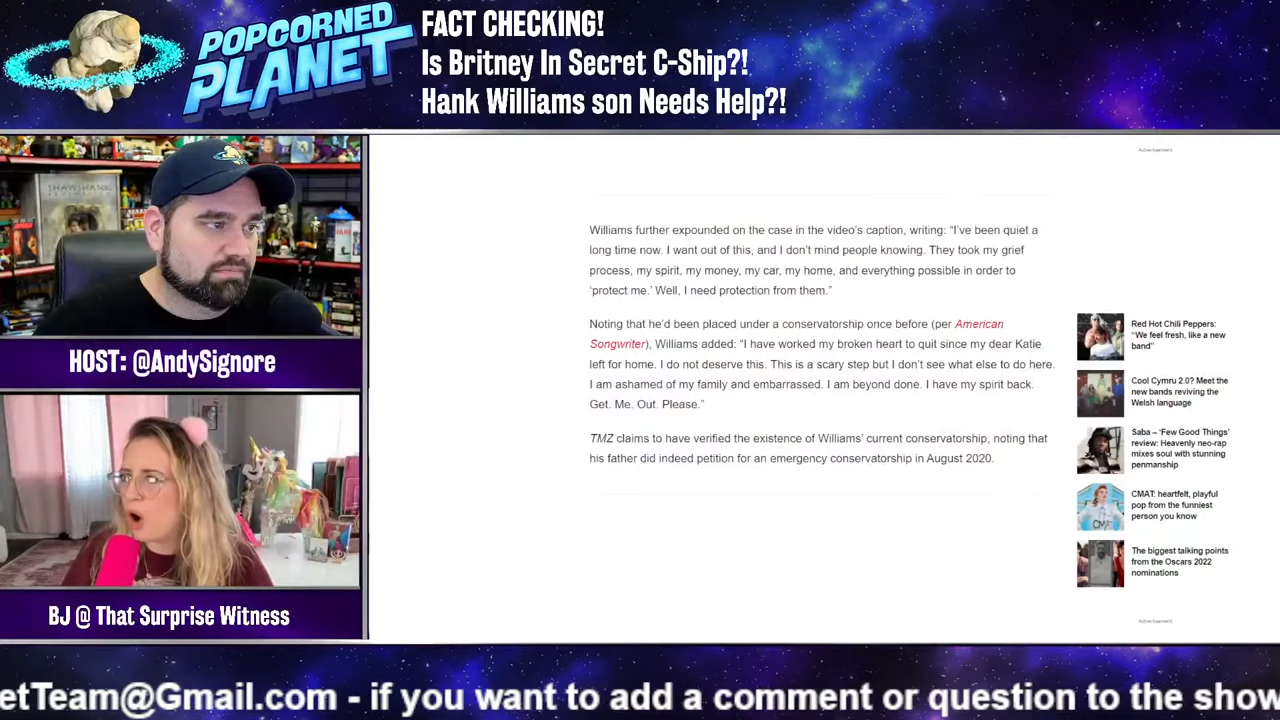 POPCORNED
PLANET
FACT CHECKING!
Is Britney In Secret C-Ship?!
Hank Williams son Needs Help?!
SHAWSHANK
HOST: @AndySignore
BJ @ That Surprise Witness
Advertisement
Williams further expounded on the case in the video’s caption, writing: “I’ve been quiet a
long time now. I want out of this, and I don’t mind people knowing. They took my grief
process, my spirit, my money, my car, my home, and everything possible in order to
‘protect me.’ Well, I need protection from them.”
Noting that he’d been placed under a conservatorship once before (per American
Songwriter), Williams added: “I have worked my broken heart to quit since my dear Katie
left for home. I do not deserve this. This is a scary step but I don’t see what else to do here.
I am ashamed of my family and embarrassed. I am beyond done. I have my spirit back.
Get. Me. Out. Please.”
TMZ claims to have verified the existence of Williams’ current conservatorship, noting that
his father did indeed petition for an emergency conservatorship in August 2020.
Red Hot Chili Peppers:
“We feel fresh, like a new
band”
Cool Cymru 2.0? Meet the
new bands reviving the
Welsh language
Saba – ‘Few Good Things’
review: Heavenly neo-rap
mixes soul with stunning
penmanship
CMAT: heartfelt, playful
pop from the funniest
person you know
The biggest talking points
from the Oscars 2022
nominations
Advertisement
etTeam@Gmail.com - if you want to add a comment or question to the show